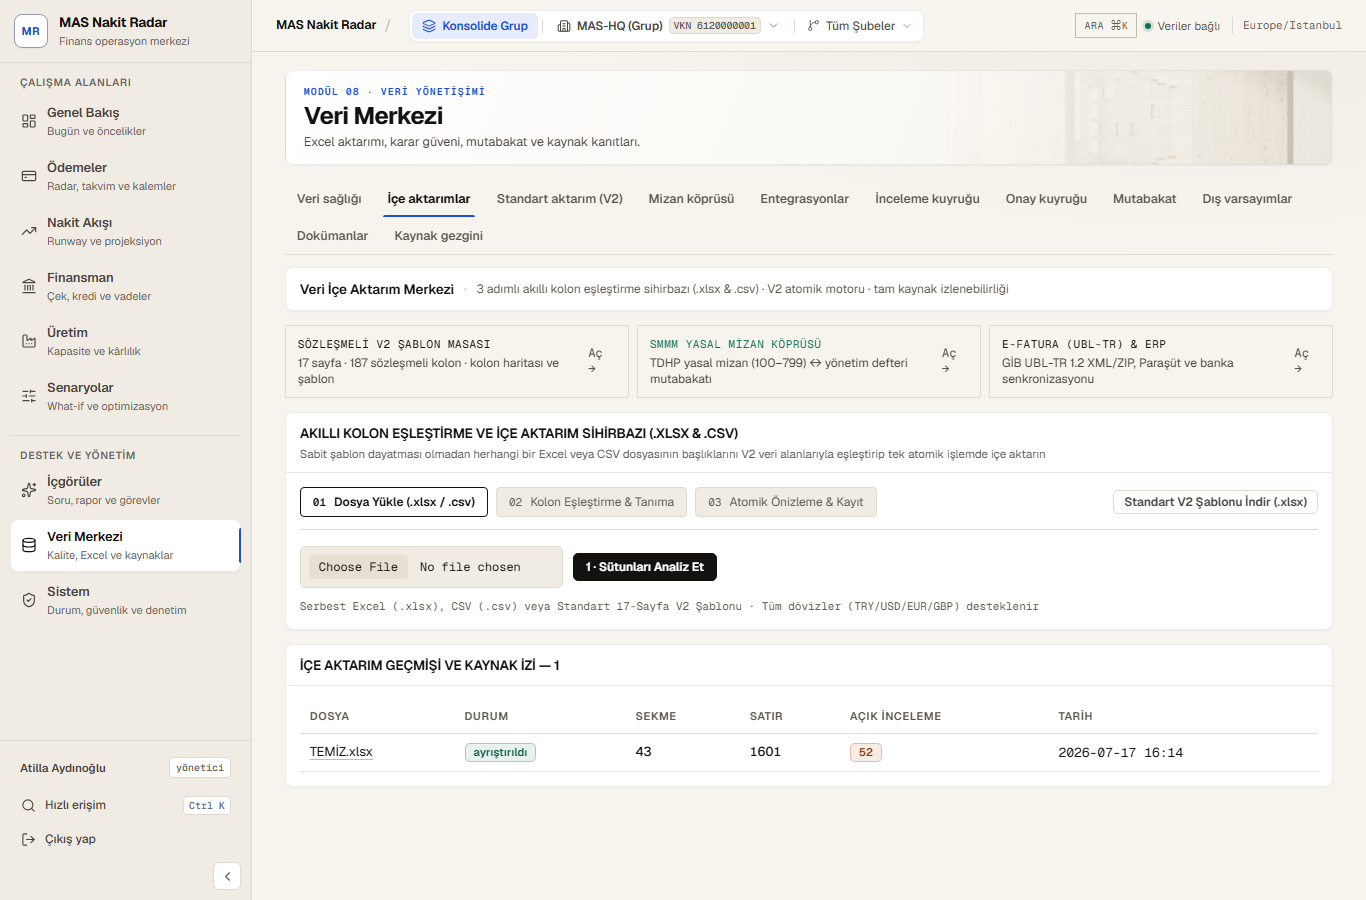 MR
MAS Nakit Radar
Finans operasyon merkezi
ÇALIŞMA ALANLARI
Genel Bakış
Bugün ve öncelikler
Ödemeler
Radar, takvim ve kalemler
Nakit Akışı
Runway ve projeksiyon
Finansman
Çek, kredi ve vadeler
Üretim
Kapasite ve kârlılık
Senaryolar
What-if ve optimizasyon
DESTEK VE YÖNETİM
İçgörüler
Soru, rapor ve görevler
Veri Merkezi
Kalite, Excel ve kaynaklar
Sistem
Durum, güvenlik ve denetim
Atilla Aydınoğlu yönetici
Hızlı erişim Ctrl K
Çıkış yap
MAS Nakit Radar / Konsolide Grup MAS-HQ (Grup) VKN 6120000001 Tüm Şubeler ARA ⌘K Veriler bağlı Europe/Istanbul
MODÜL 08 · VERİ YÖNETİŞİMİ
Veri Merkezi
Excel aktarımı, karar güveni, mutabakat ve kaynak kanıtları.
Veri sağlığı İçe aktarımlar Standart aktarım (V2) Mizan köprüsü Entegrasyonlar İnceleme kuyruğu Onay kuyruğu Mutabakat Dış varsayımlar
Dokümanlar Kaynak gezgini
Veri İçe Aktarım Merkezi · 3 adımlı akıllı kolon eşleştirme sihirbazı (.xlsx & .csv) · V2 atomik motoru · tam kaynak izlenebilirliği
SÖZLEŞMELİ V2 ŞABLON MASASI
17 sayfa · 187 sözleşmeli kolon · kolon haritası ve
şablon
Aç
→
SMMM YASAL MİZAN KÖPRÜSÜ
TDHP yasal mizan (100–799) ↔ yönetim defteri
mutabakatı
Aç
→
E-FATURA (UBL-TR) & ERP
GİB UBL-TR 1.2 XML/ZIP, Paraşüt ve banka
senkronizasyonu
Aç
→
AKILLI KOLON EŞLEŞTİRME VE İÇE AKTARIM SİHİRBAZI (.XLSX & .CSV)
Sabit şablon dayatması olmadan herhangi bir Excel veya CSV dosyasının başlıklarını V2 veri alanlarıyla eşleştirip tek atomik işlemde içe aktarın
01 Dosya Yükle (.xlsx / .csv) 02 Kolon Eşleştirme & Tanıma 03 Atomik Önizleme & Kayıt Standart V2 Şablonu İndir (.xlsx)
Choose File No file chosen 1 · Sütunları Analiz Et
Serbest Excel (.xlsx), CSV (.csv) veya Standart 17-Sayfa V2 Şablonu · Tüm dövizler (TRY/USD/EUR/GBP) desteklenir
İÇE AKTARIM GEÇMİŞİ VE KAYNAK İZİ — 1
DOSYA DURUM SEKME SATIR AÇIK İNCELEME TARİH
TEMİZ.xlsx ayrıştırıldı 43 1601 52 2026-07-17 16:14